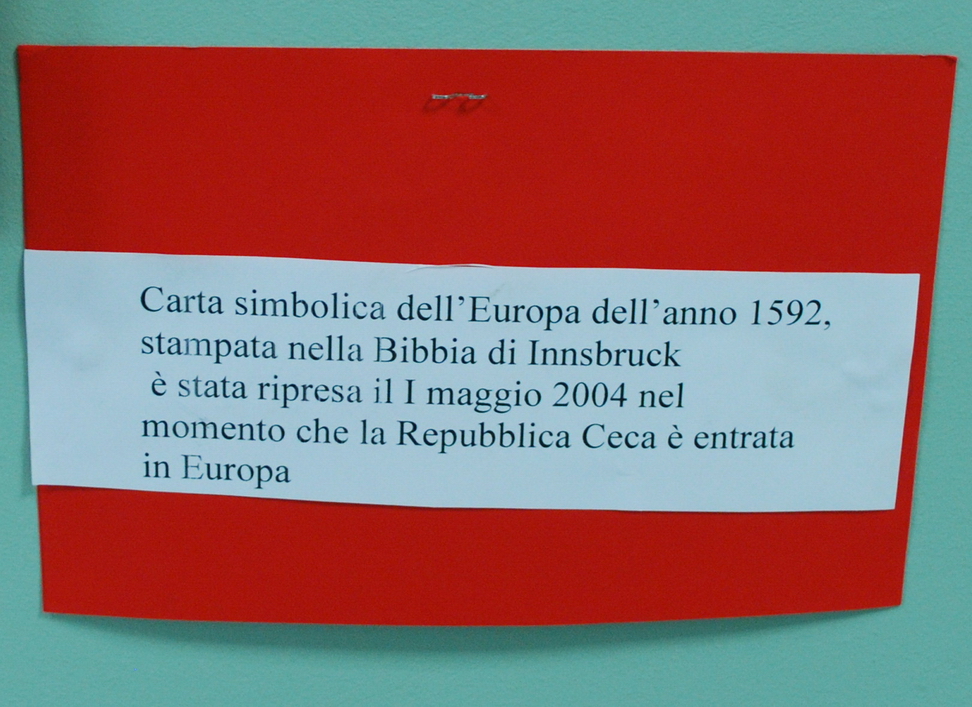 Carta simbolica dell’Europa dell’anno 1592,
stampata nella Bibbia di Innsbruck
è stata ripresa il I maggio 2004 nel
momento che la Repubblica Ceca è entrata
in Europa